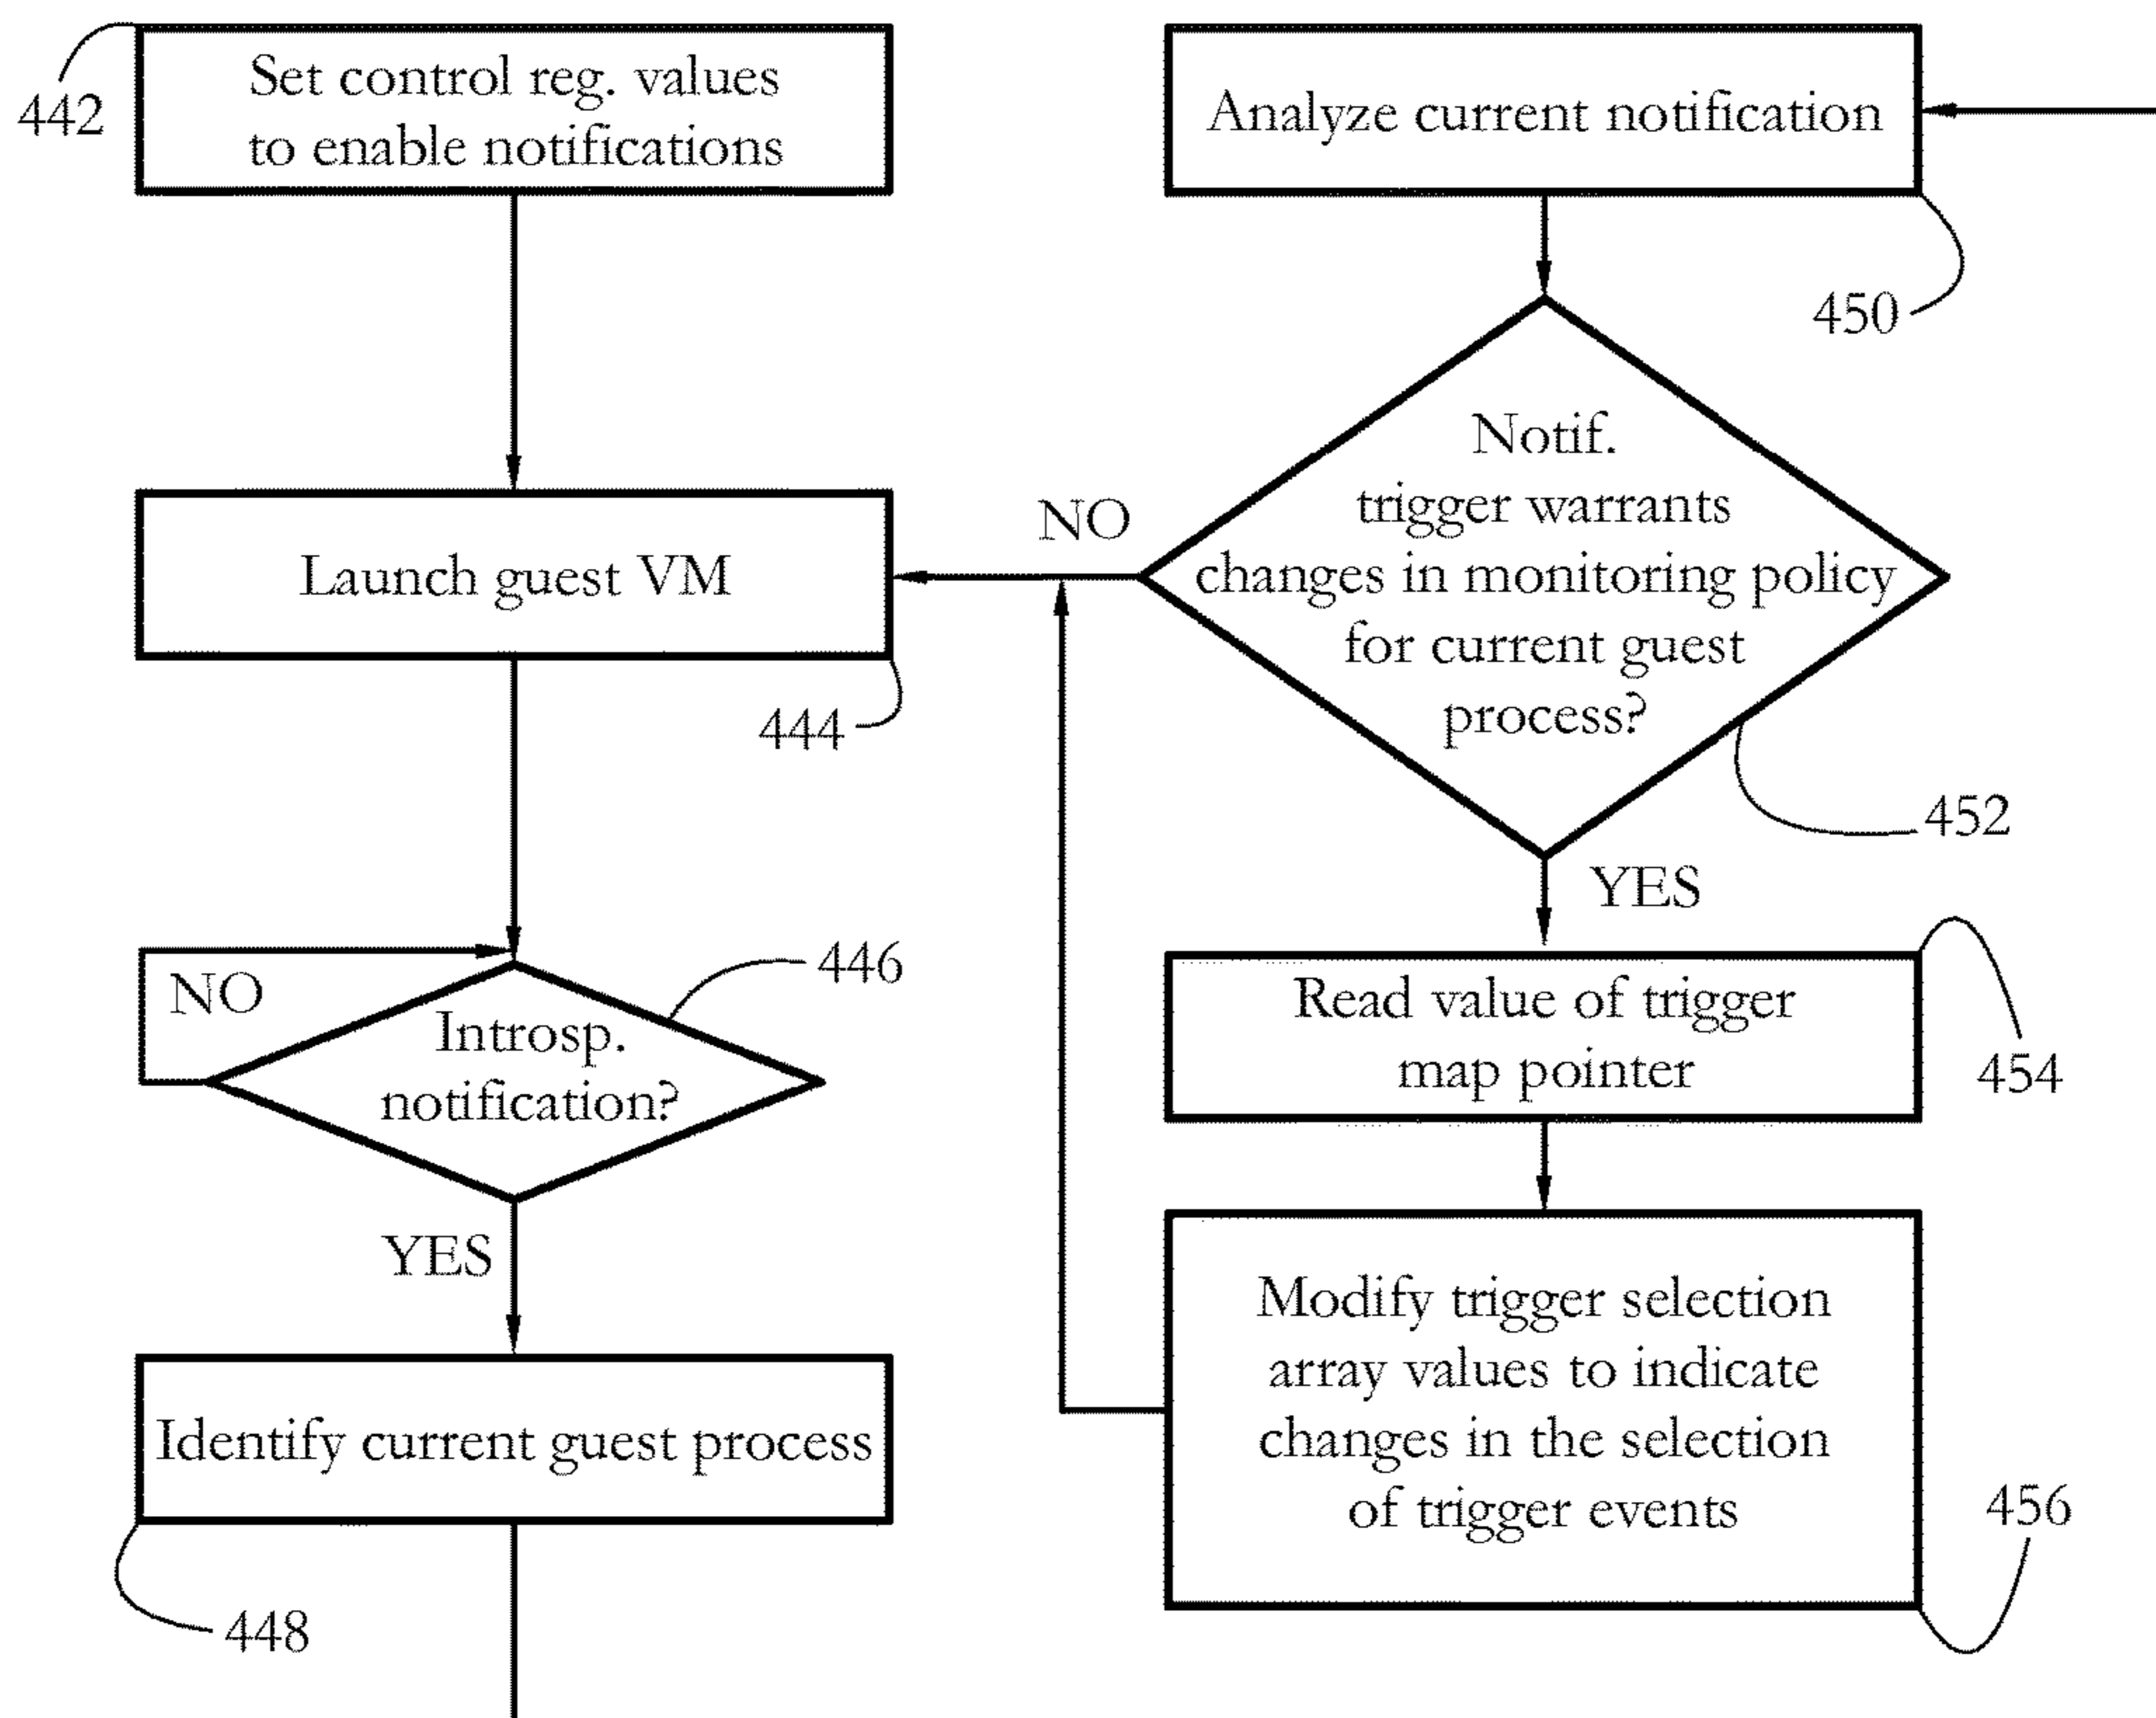 442
Set control reg. values
to enable notifications
Launch guest VM
444
NO
446
Introsp.
notification?
YES
Identify current guest process
448
Analyze current notification
450
Notif.
trigger warrants
changes in monitoring policy
for current guest
process?
NO
452
YES
Read value of trigger
map pointer
454
Modify trigger selection
array values to indicate
changes in the selection
of trigger events
456